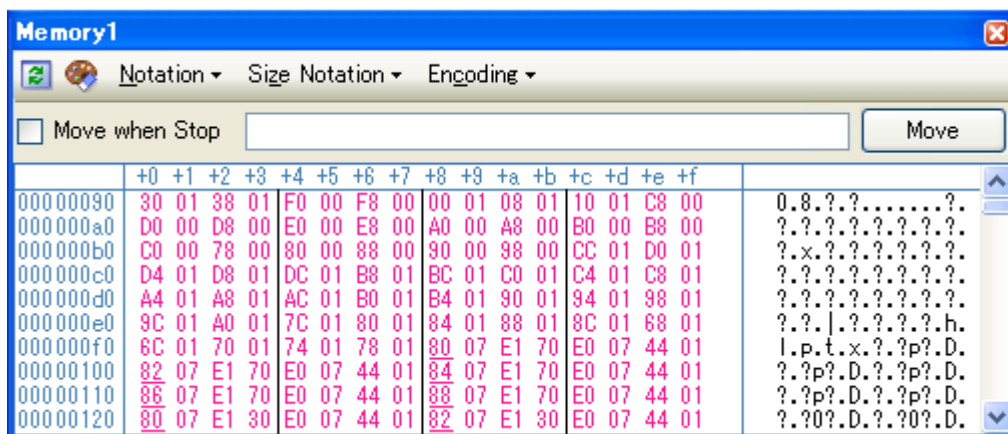 Memory1
Notation Size Notation Encoding
Move when Stop Move
+0 +1 +2 +3 +4 +5 +6 +7 +8 +9 +a +b +c +d +e +f
00000090 30 01 38 01 F0 00 F8 00 00 01 08 01 10 01 C8 00 0.8.?.?.......?.
000000a0 D0 00 D8 00 E0 00 E8 00 A0 00 A8 00 B0 00 B8 00 ?.?.?.?.?.?.?.?.
000000b0 C0 00 78 00 80 00 88 00 90 00 98 00 CC 01 D0 01 ?.x.?.?.?.?.?.?.
000000c0 D4 01 D8 01 DC 01 B8 01 BC 01 C0 01 C4 01 C8 01 ?.?.?.?.?.?.?.?.
000000d0 A4 01 A8 01 AC 01 B0 01 B4 01 90 01 94 01 98 01 ?.?.?.?.?.?.?.?.
000000e0 9C 01 A0 01 7C 01 80 01 84 01 88 01 8C 01 68 01 ?.?.|.?.?.?.?.h.
000000f0 6C 01 70 01 74 01 78 01 80 07 E1 70 E0 07 44 01 l.p.t.x.?.?p?.D.
00000100 82 07 E1 70 E0 07 44 01 84 07 E1 70 E0 07 44 01 ?.?p?.D.?.?p?.D.
00000110 86 07 E1 70 E0 07 44 01 88 07 E1 70 E0 07 44 01 ?.?p?.D.?.?p?.D.
00000120 80 07 E1 30 E0 07 44 01 82 07 E1 30 E0 07 44 01 ?.?0?.D.?.?0?.D.